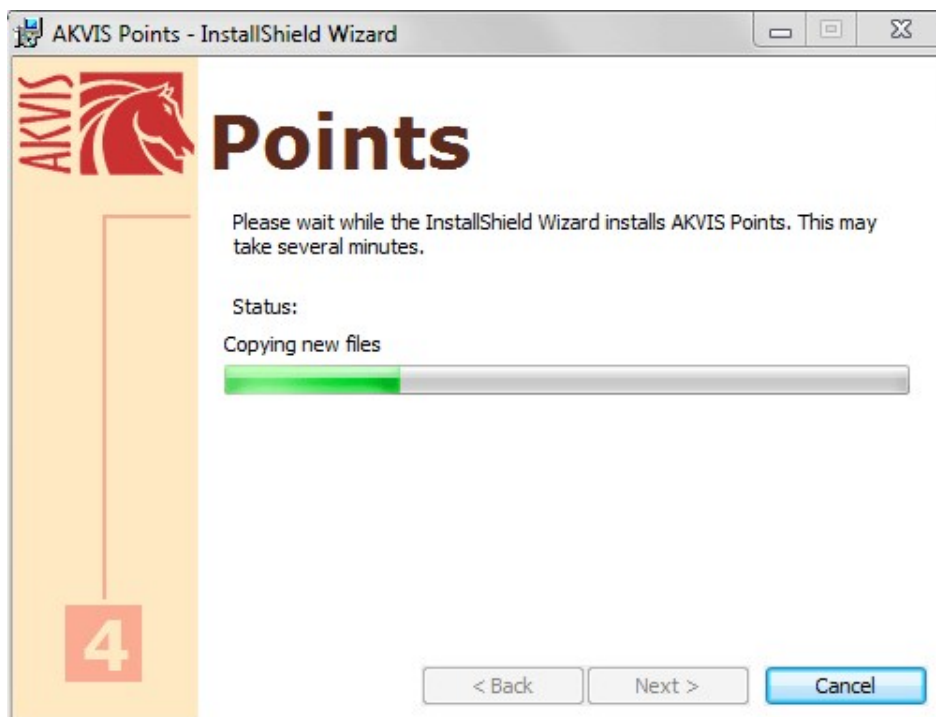 AKVIS Points - InstallShield Wizard
AKVIS
Points
Please wait while the InstallShield Wizard installs AKVIS Points. This may
take several minutes.
Status:
Copying new files
4
< Back
Next >
Cancel